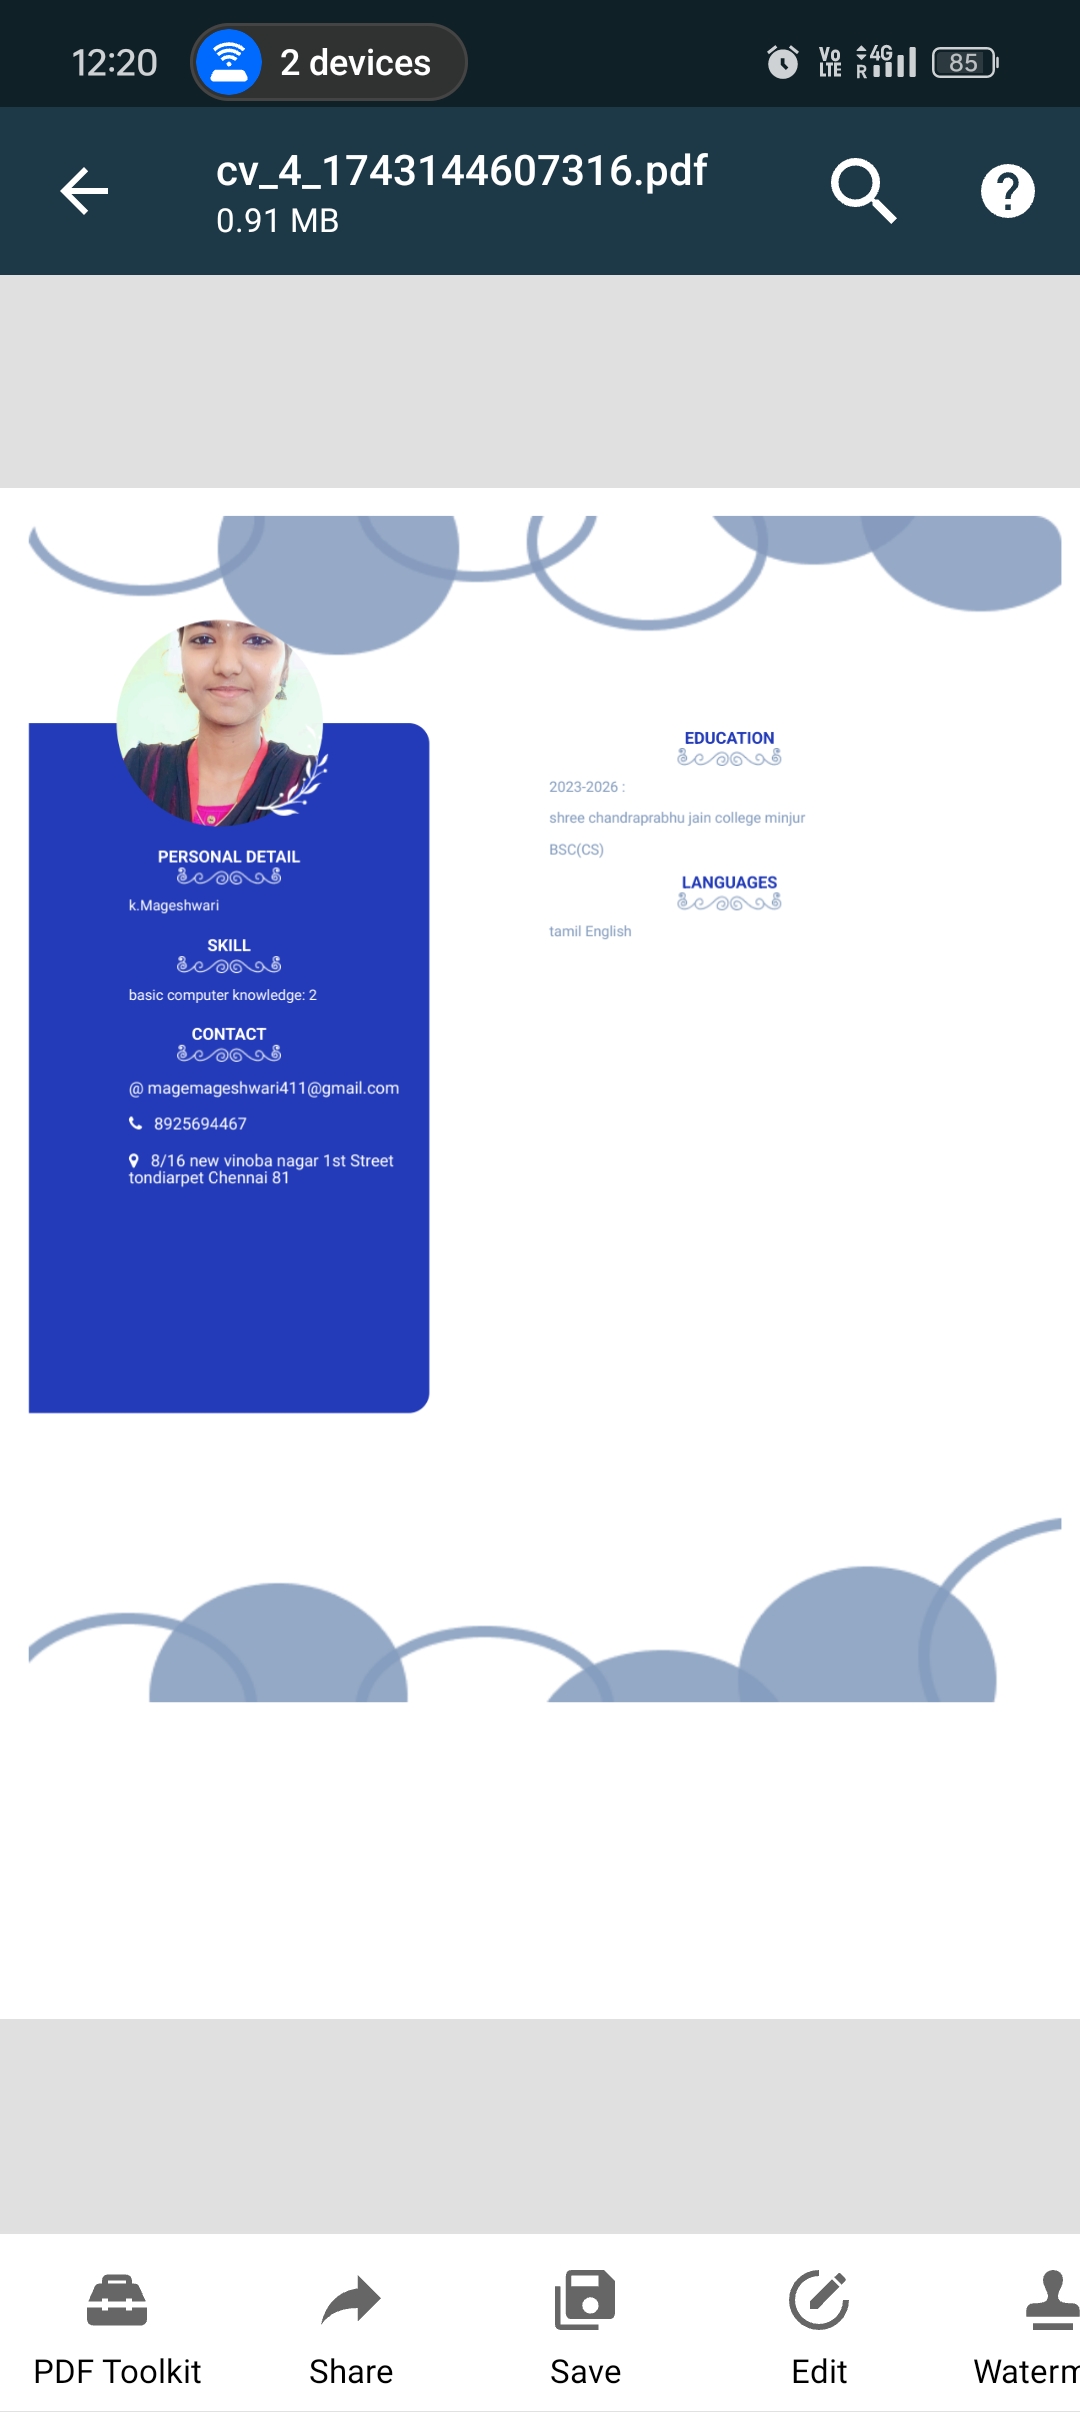 12:20
2 devices
Vo
LTE
4G
R
85
cv_4_1743144607316.pdf
0.91 MB
PERSONAL DETAIL
k.Mageshwari
SKILL
basic computer knowledge: 2
CONTACT
@ magemageshwari411@gmail.com
8925694467
8/16 new vinoba nagar 1st Street
tondiarpet Chennai 81
EDUCATION
2023-2026 :
shree chandraprabhu jain college minjur
BSC(CS)
LANGUAGES
tamil English
PDF Toolkit
Share
Save
Edit
Waterm